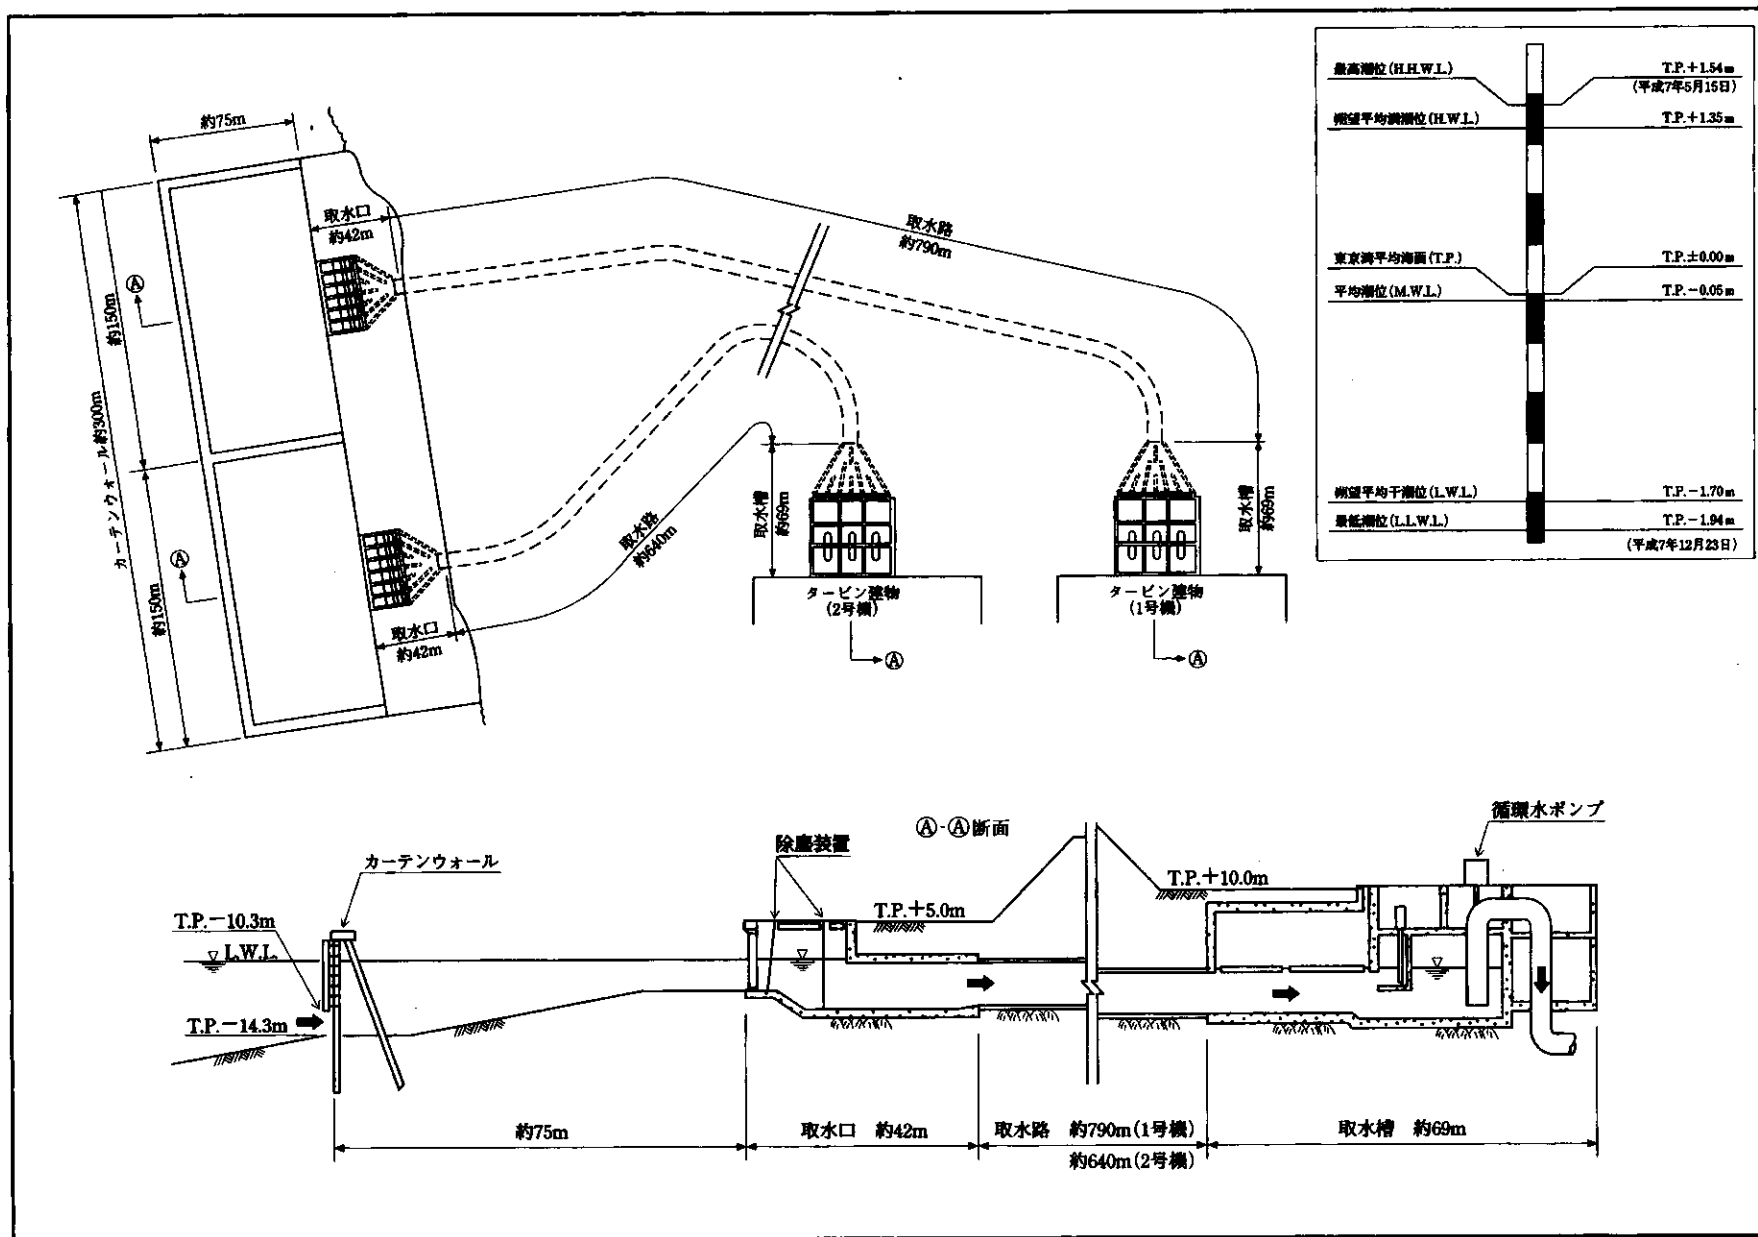 約75m
取水口
約42m
Ⓐ
約150m
カーテンウォール約300m
Ⓐ
約150m
取水口
約42m
取水路
約790m
取水路
約640m
取水槽
約69m
取水槽
約69m
タービン建物
(2号機)
タービン建物
(1号機)
Ⓐ
Ⓐ
最高潮位(H.H.W.L.)
T.P.+1.54m
(平成7年5月15日)
朔望平均満潮位(H.W.L.)
T.P.+1.35m
東京湾平均海面(T.P.)
T.P.±0.00m
平均潮位(M.W.L.)
T.P.-0.05m
朔望平均干潮位(L.W.L.)
T.P.-1.70m
最低潮位(L.L.W.L.)
T.P.-1.94m
(平成7年12月23日)
Ⓐ-Ⓐ断面
循環水ポンプ
除塵装置
カーテンウォール
T.P.+10.0m
T.P.+5.0m
T.P.-10.3m
L.W.L.
T.P.-14.3m
約75m
取水口 約42m
取水路 約790m(1号機)
約640m(2号機)
取水槽 約69m